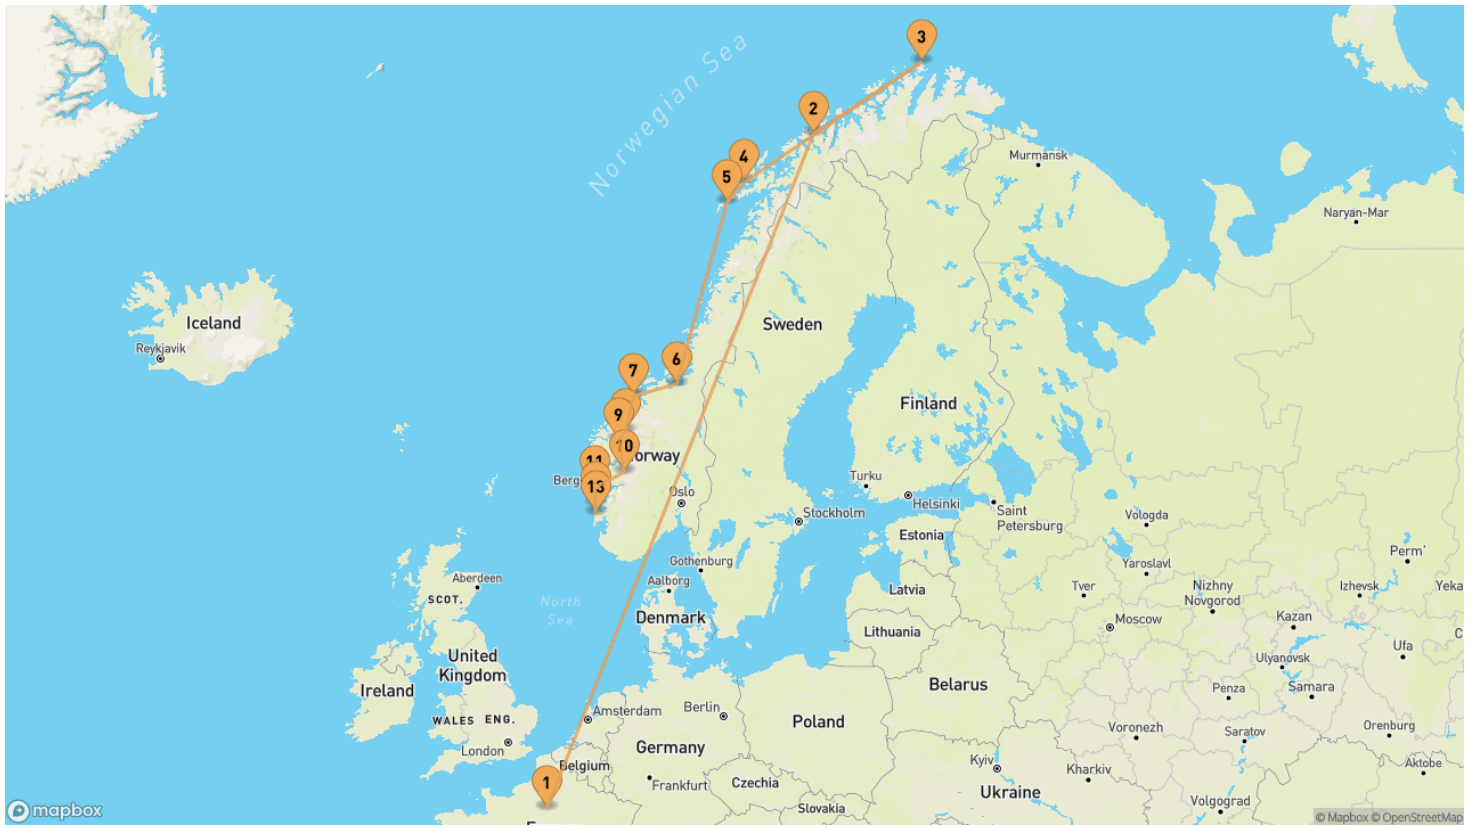 3
2
Norwegian Sea
4
5
Murmansk
Naryan-Mar
Iceland
Reykjavik
Sweden
6
7
9
10
11
13
Finland
Turku
Helsinki
Oslo
Stockholm
Saint
Petersburg
Vologda
Estonia
Gothenburg
Aalborg
Aberdeen
SCOT.
North
Sea
Denmark
Latvia
Lithuania
Yaroslavl
Tver
Nizhny
Novgorod
Perm'
Izhevsk
Moscow
Kazan
Ufa
Ulyanovsk
United
Kingdom
Ireland
WALES
ENG.
London
Amsterdam
Berlin
Poland
Belarus
Penza
Samara
Voronezh
Saratov
Orenburg
Germany
Belgium
Frankfurt
Czechia
Slovakia
Kyiv
Kharkiv
Ukraine
Aktobe
Volgograd
1
mapbox
© Mapbox © OpenStreetMap